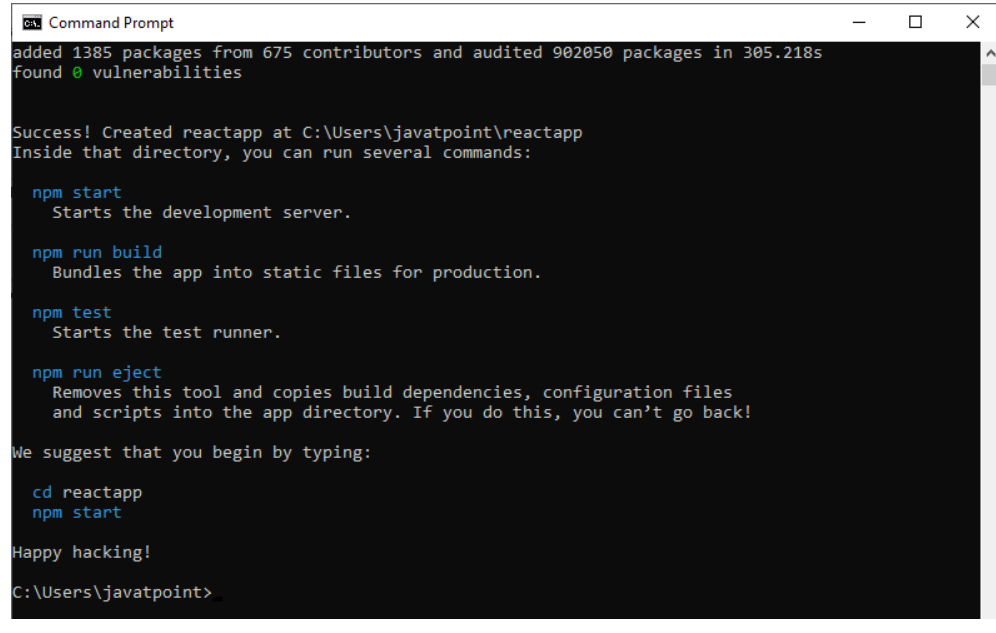 Command Prompt
added 1385 packages from 675 contributors and audited 902050 packages in 305.218s
found 0 vulnerabilities
Success! Created reactapp at C:\Users\javatpoint\reactapp
Inside that directory, you can run several commands:
npm start
Starts the development server.
npm run build
Bundles the app into static files for production.
npm test
Starts the test runner.
npm run eject
Removes this tool and copies build dependencies, configuration files
and scripts into the app directory. If you do this, you can’t go back!
We suggest that you begin by typing:
cd reactapp
npm start
Happy hacking!
C:\Users\javatpoint>